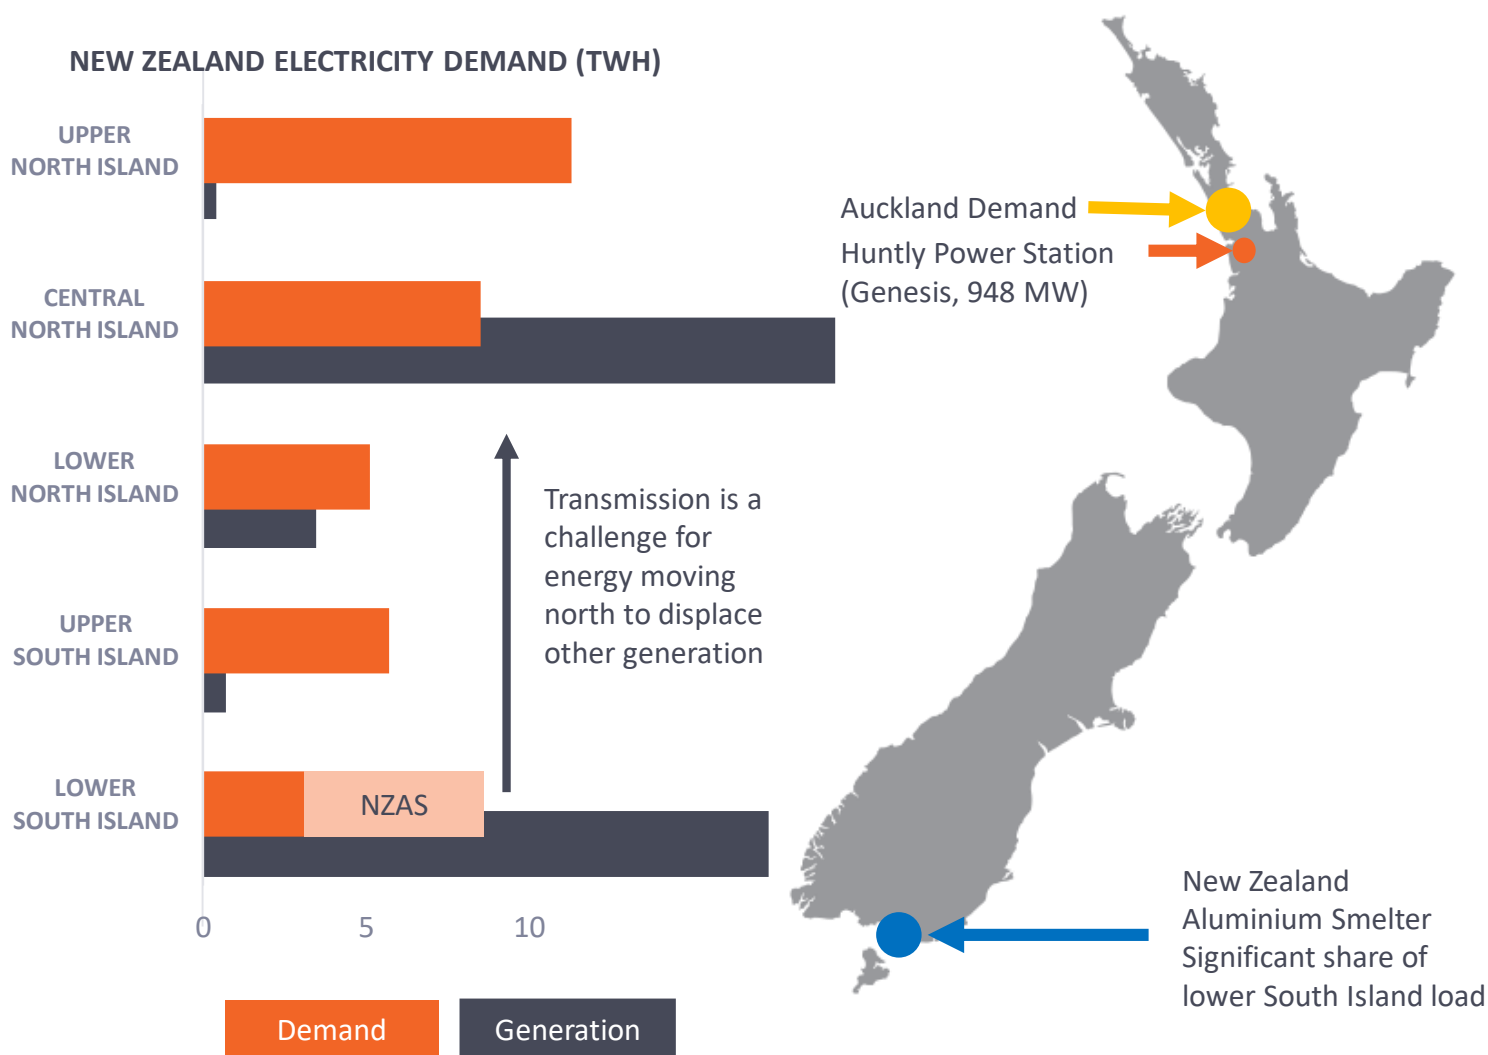 NEW ZEALAND ELECTRICITY DEMAND (TWH)
UPPER
NORTH ISLAND
CENTRAL
NORTH ISLAND
LOWER
NORTH ISLAND
UPPER
SOUTH ISLAND
LOWER
SOUTH ISLAND
NZAS
Transmission is a
challenge for
energy moving
north to displace
other generation
0
5
10
Demand
Generation
Auckland Demand
Huntly Power Station
(Genesis, 948 MW)
New Zealand
Aluminium Smelter
Significant share of
lower South Island load